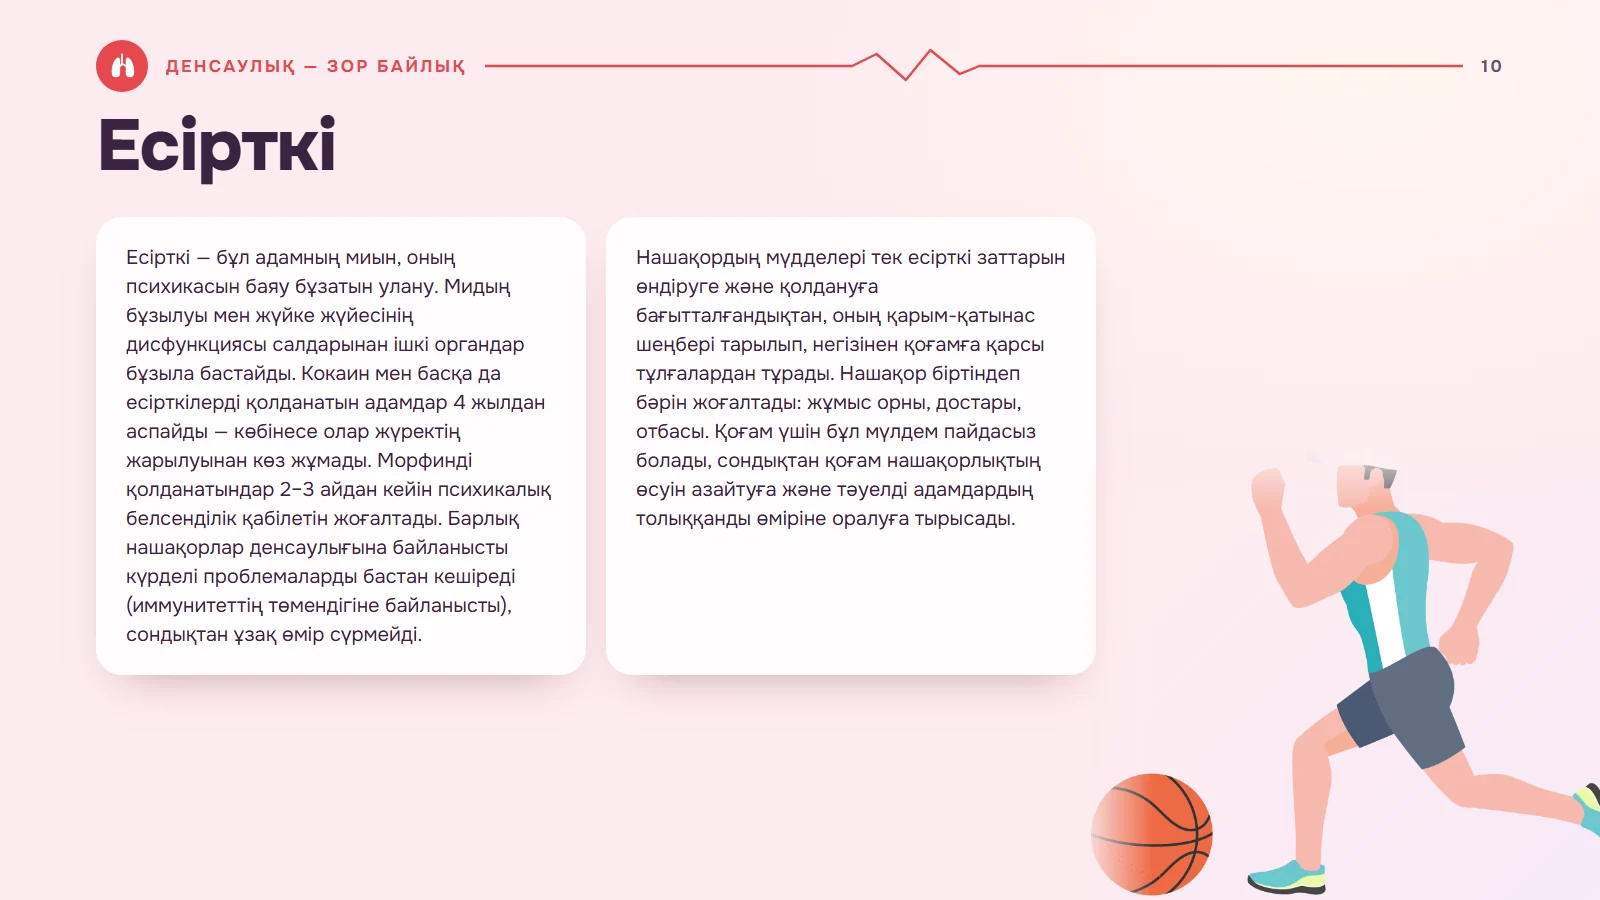 ДЕНСАУЛЫҚ — ЗОР БАЙЛЫҚ
10
Есірткі
Есірткі — бұл адамның миын, оның
психикасын баяу бұзатын улану. Мидың
бұзылуы мен жүйке жүйесінің
дисфункциясы салдарынан ішкі органдар
бұзыла бастайды. Кокаин мен басқа да
есірткілерді қолданатын адамдар 4 жылдан
аспайды — көбінесе олар жүректің
жарылуынан көз жұмады. Морфинді
қолданатындар 2–3 айдан кейін психикалық
белсенділік қабілетін жоғалтады. Барлық
нашақорлар денсаулығына байланысты
күрделі проблемаларды бастан кешіреді
(иммунитеттің төмендігіне байланысты),
сондықтан ұзақ өмір сүрмейді.
Нашақордың мүдделері тек есірткі заттарын
өндіруге және қолдануға
бағытталғандықтан, оның қарым-қатынас
шеңбері тарылып, негізінен қоғамға қарсы
тұлғалардан тұрады. Нашақор біртіндеп
бәрін жоғалтады: жұмыс орны, достары,
отбасы. Қоғам үшін бұл мүлдем пайдасыз
болады, сондықтан қоғам нашақорлықтың
өсуін азайтуға және тәуелді адамдардың
толыққанды өміріне оралуға тырысады.